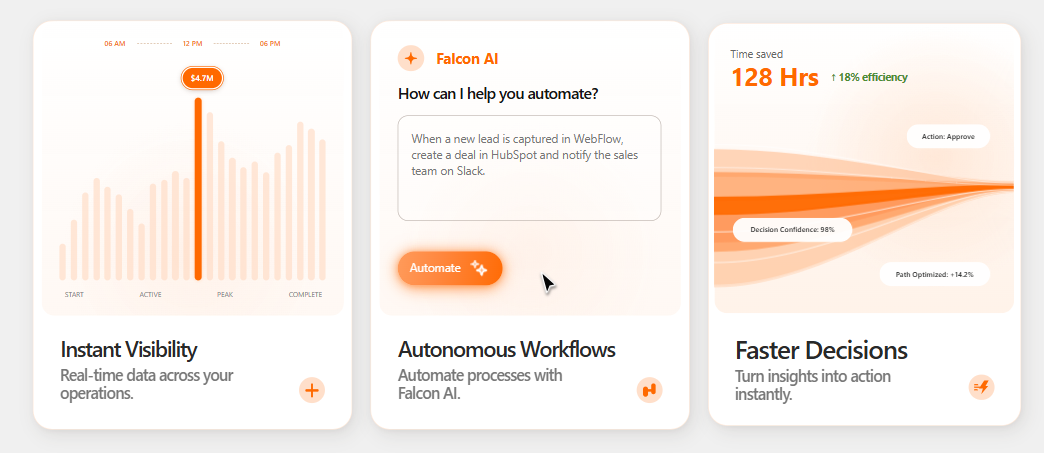 06 AM 12 PM 06 PM
$4.7M
START ACTIVE PEAK COMPLETE
Instant Visibility
Real-time data across your
operations.
Falcon AI
How can I help you automate?
When a new lead is captured in WebFlow,
create a deal in HubSpot and notify the sales
team on Slack.
Automate
Autonomous Workflows
Automate processes with
Falcon AI.
Time saved
128 Hrs ↑ 18% efficiency
Action: Approve
Decision Confidence: 98%
Path Optimized: +14.2%
Faster Decisions
Turn insights into action
instantly.